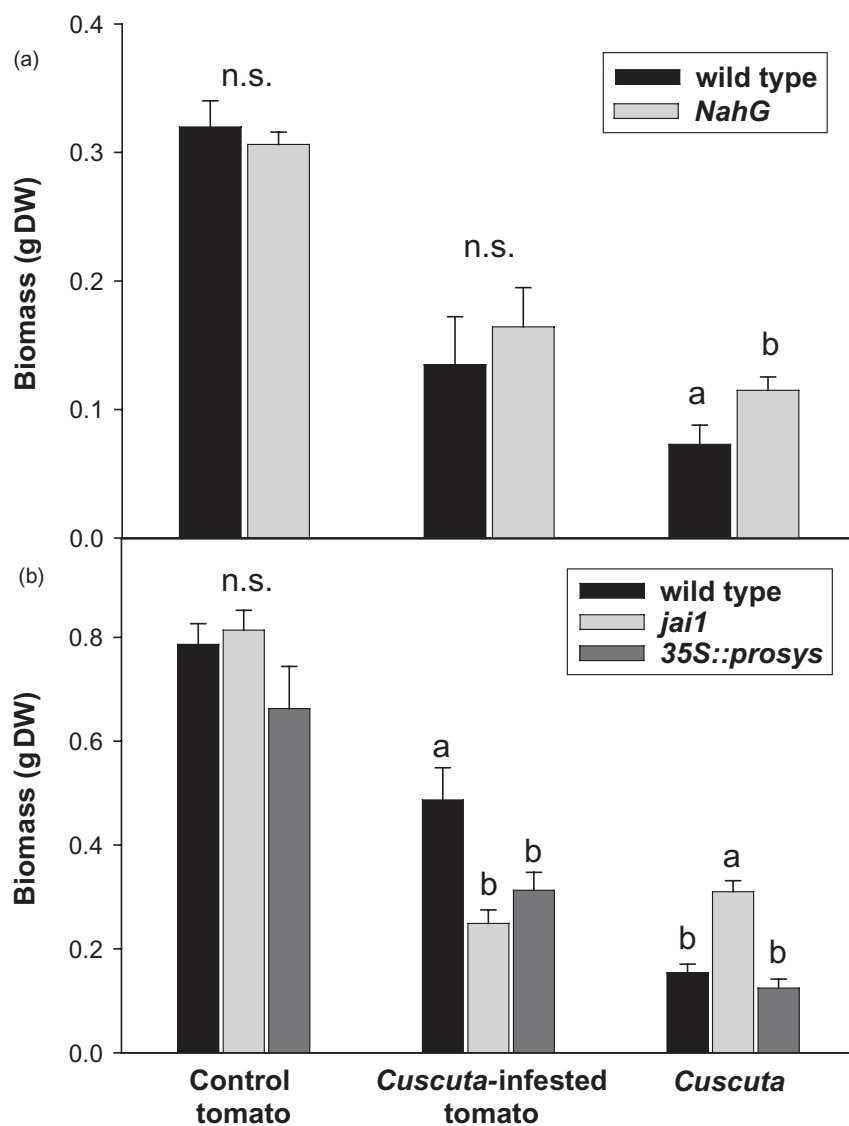 (a)
Biomass (gDW)
0.4
0.3
0.2
0.1
0.0
n.s.
n.s.
a
b
wild type
NahG
(b)
Biomass (gDW)
0.8
0.6
0.4
0.2
0.0
n.s.
a
b
b
b
a
b
wild type
jai1
35S::prosys
Control
tomato
Cuscuta-infested
tomato
Cuscuta